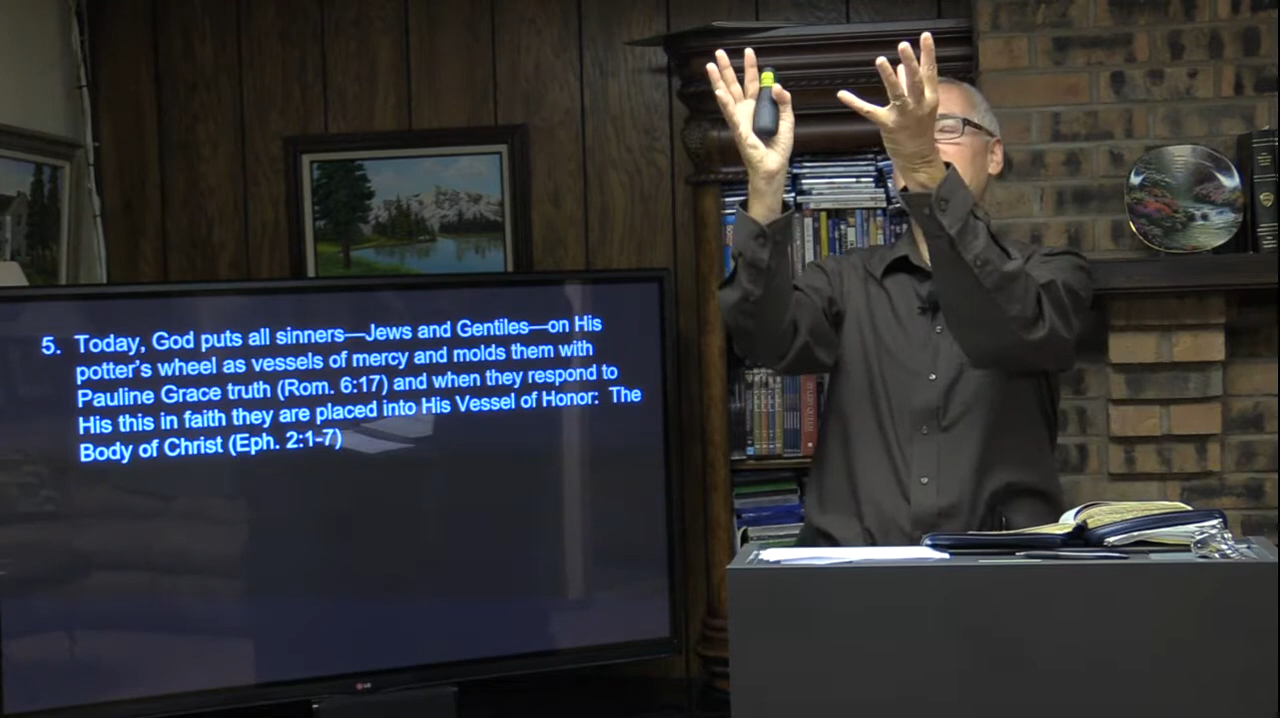 5. Today, God puts all sinners—Jews and Gentiles—on His
potter's wheel as vessels of mercy and molds them with
Pauline Grace truth (Rom. 6:17) and when they respond to
His this in faith they are placed into His Vessel of Honor: The
Body of Christ (Eph. 2:1-7)
LG